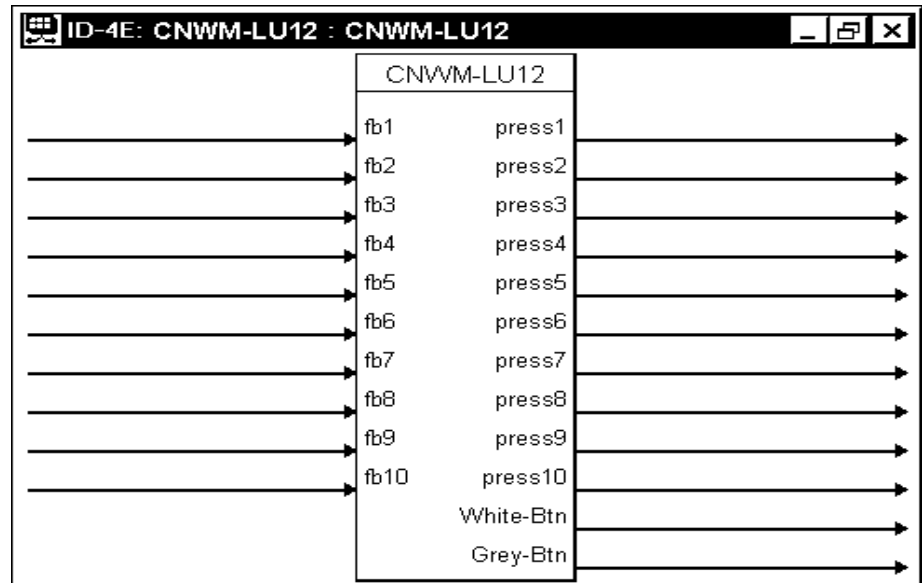 ID-4E: CNWM-LU12 : CNWM-LU12
CNWM-LU12
fb1 press1
fb2 press2
fb3 press3
fb4 press4
fb5 press5
fb6 press6
fb7 press7
fb8 press8
fb9 press9
fb10 press10
White-Btn
Grey-Btn